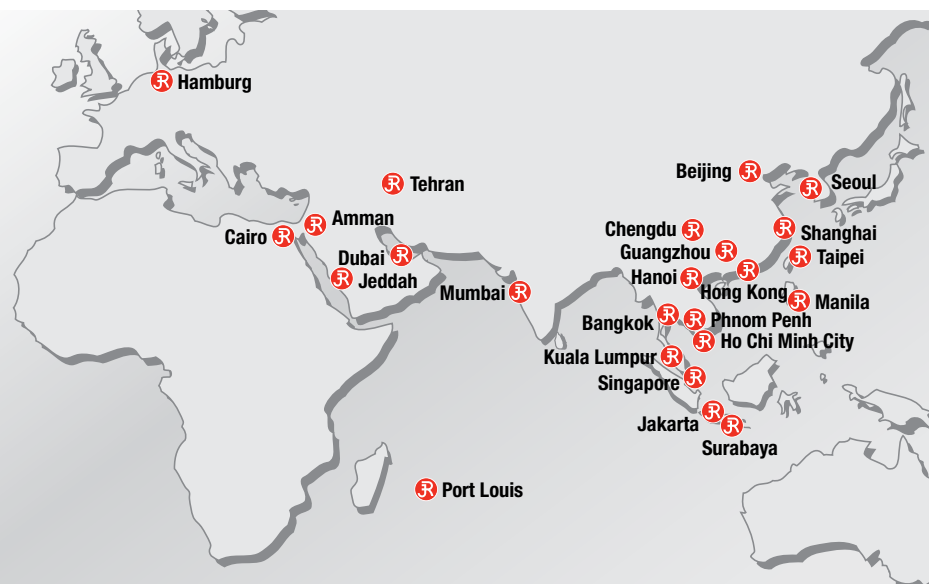 Hamburg
Beijing
Seoul
Tehran
Amman
Cairo
Chengdu
Shanghai
Guangzhou
Taipei
Dubai
Jeddah
Hanoi
Mumbai
Hong Kong
Manila
Bangkok
Phnom Penh
Ho Chi Minh City
Kuala Lumpur
Singapore
Jakarta
Surabaya
Port Louis